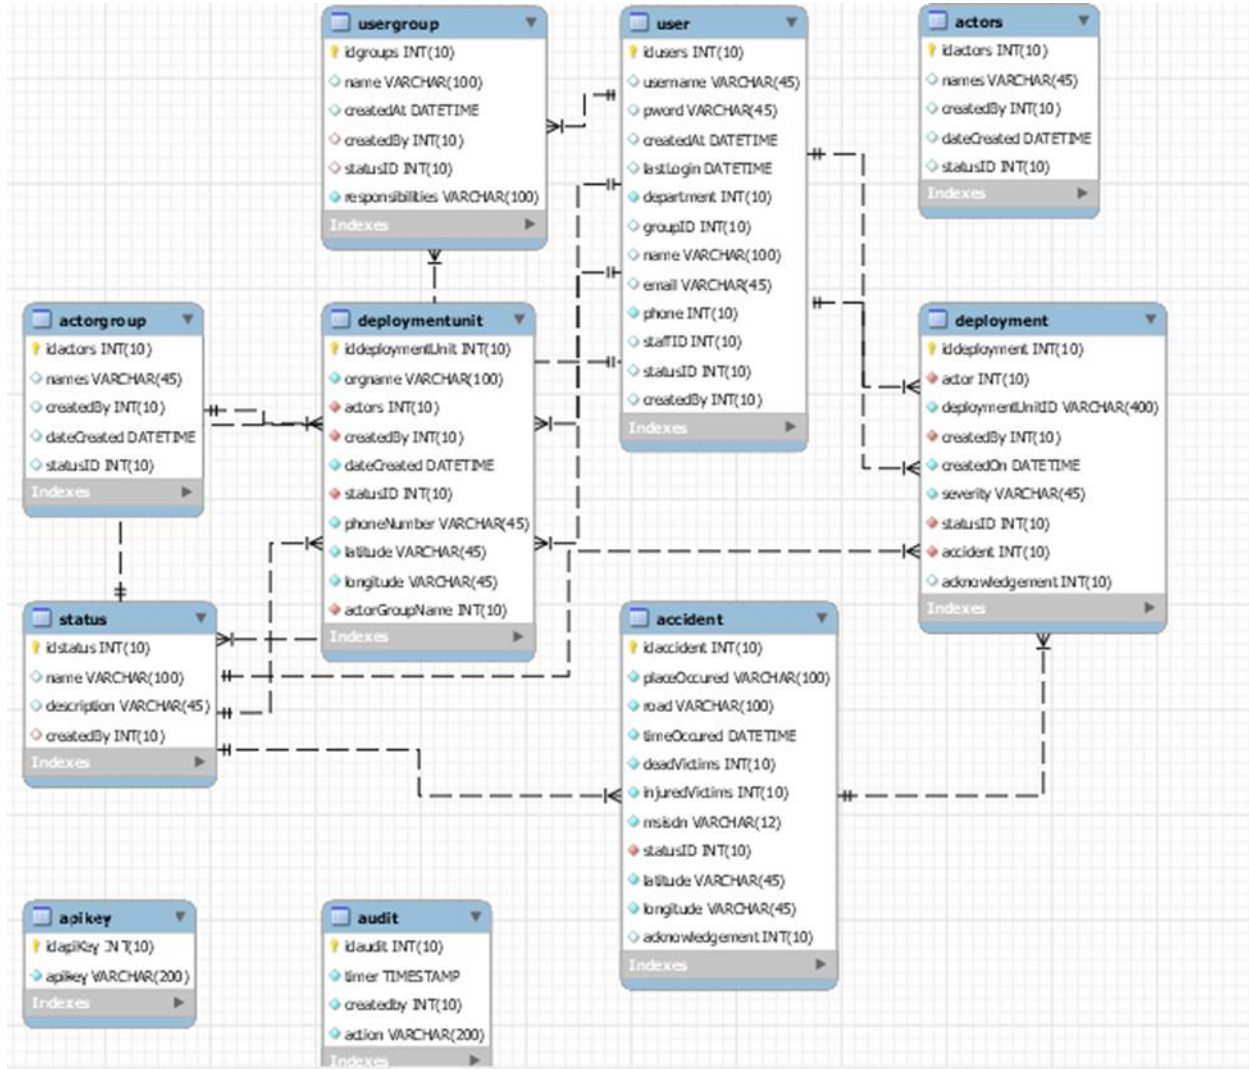 usergroup
idgroups INT(10)
name VARCHAR(100)
createdAt DATETIME
createdBy INT(10)
statusID INT(10)
responsibilities VARCHAR(100)
Indexes
user
idusers INT(10)
username VARCHAR(45)
pword VARCHAR(45)
createdAt DATETIME
lastLogin DATETIME
department INT(10)
groupID INT(10)
name VARCHAR(100)
email VARCHAR(45)
phone INT(10)
staffID INT(10)
statusID INT(10)
createdBy INT(10)
Indexes
actors
idactors INT(10)
names VARCHAR(45)
createdBy INT(10)
dateCreated DATETIME
statusID INT(10)
Indexes
actorgroup
idactors INT(10)
names VARCHAR(45)
createdBy INT(10)
dateCreated DATETIME
statusID INT(10)
Indexes
deploymentunit
iddeploymentUnit INT(10)
orgname VARCHAR(100)
actors INT(10)
createdBy INT(10)
dateCreated DATETIME
statusID INT(10)
phoneNumber VARCHAR(45)
latitude VARCHAR(45)
longitude VARCHAR(45)
actorGroupName INT(10)
Indexes
deployment
iddeployment INT(10)
actor INT(10)
deploymentUnitID VARCHAR(400)
createdBy INT(10)
createdOn DATETIME
severity VARCHAR(45)
statusID INT(10)
accident INT(10)
acknowledgement INT(10)
Indexes
status
idstatus INT(10)
name VARCHAR(100)
description VARCHAR(45)
createdBy INT(10)
Indexes
accident
idaccident INT(10)
placeOccured VARCHAR(100)
road VARCHAR(100)
timeOccured DATETIME
deadVictims INT(10)
injuredVictims INT(10)
msisdn VARCHAR(12)
statusID INT(10)
latitude VARCHAR(45)
longitude VARCHAR(45)
acknowledgement INT(10)
Indexes
apikey
idapiKey INT(10)
apikey VARCHAR(200)
Indexes
audit
idaudit INT(10)
timer TIMESTAMP
createdby INT(10)
action VARCHAR(200)
Indexes